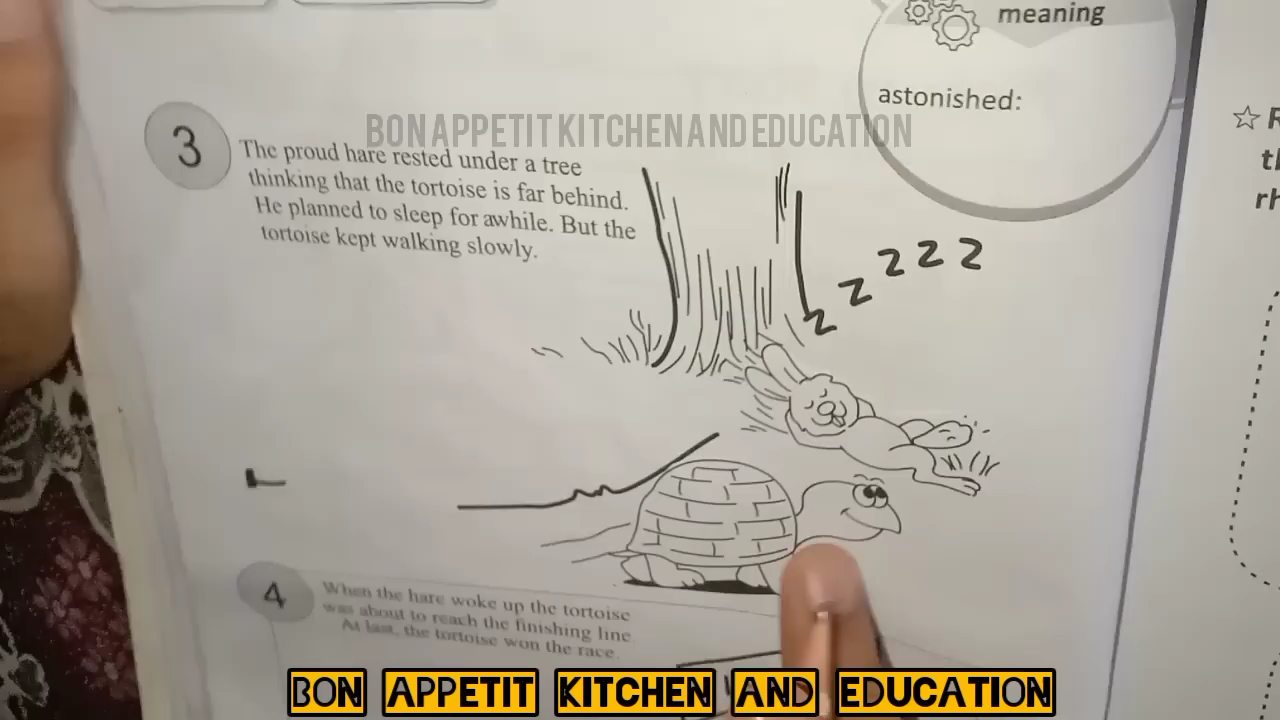 meaning
astonished:
BON APPETIT KITCHEN AND EDUCATION
3
The proud hare rested under a tree
thinking that the tortoise is far behind.
He planned to sleep for awhile. But the
tortoise kept walking slowly.
z z z z z
4
When the hare woke up the tortoise
was about to reach the finishing line.
At last, the tortoise won the race.
BON APPETIT KITCHEN AND EDUCATION